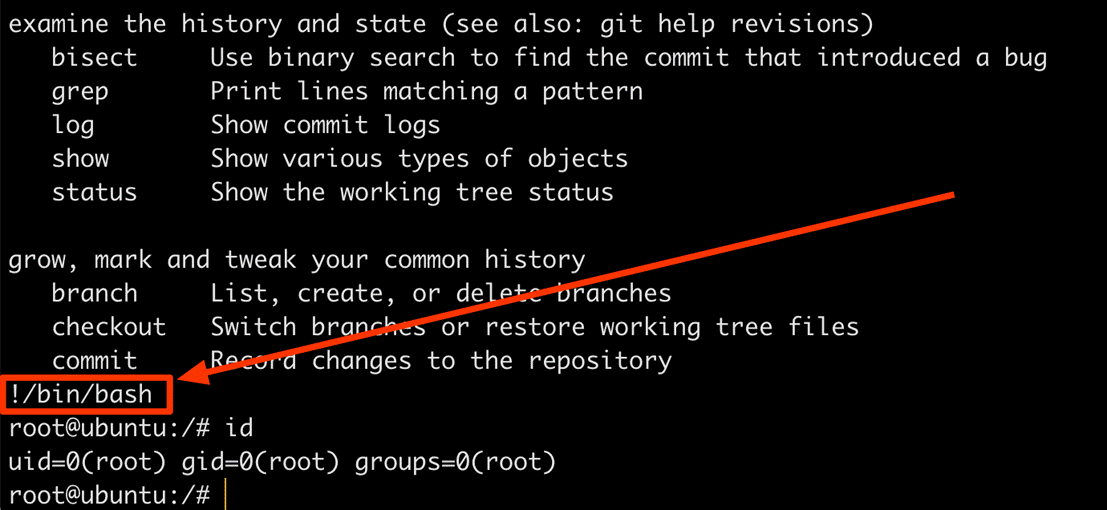 examine the history and state (see also: git help revisions)
bisect Use binary search to find the commit that introduced a bug
grep Print lines matching a pattern
log Show commit logs
show Show various types of objects
status Show the working tree status
grow, mark and tweak your common history
branch List, create, or delete branches
checkout Switch branches or restore working tree files
commit Record changes to the repository
!/bin/bash
root@ubuntu:/# id
uid=0(root) gid=0(root) groups=0(root)
root@ubuntu:/#